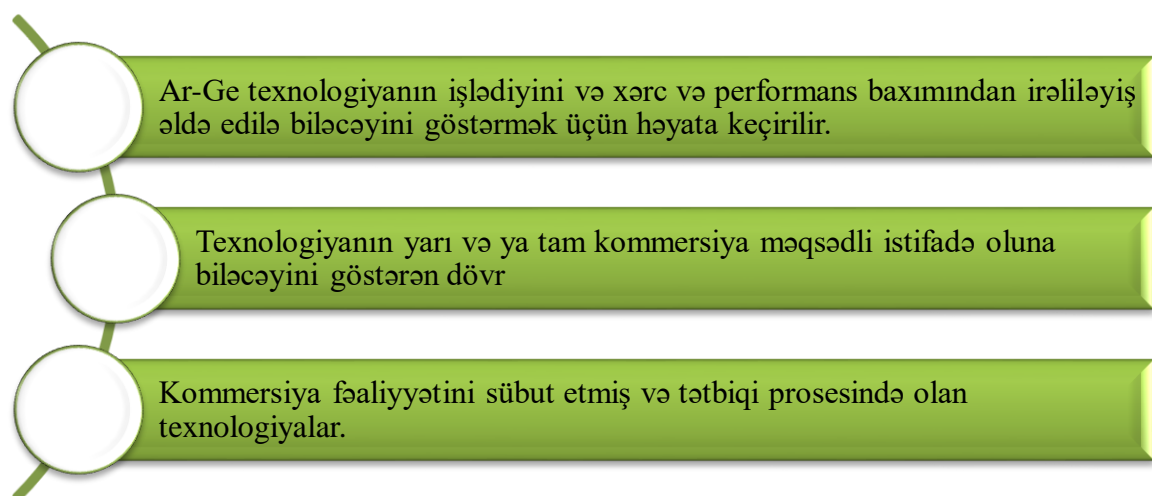 Ar-Ge texnologiyanın işlədiyini və xərc və performans baxımından irəliləyiş
əldə edilə biləcəyini göstərmək üçün həyata keçirilir.
Texnologiyanın yarı və ya tam kommersiya məqsədli istifadə oluna
biləcəyini göstərən dövr
Kommersiya fəaliyyətini sübut etmiş və tətbiqi prosesində olan
texnologiyalar.